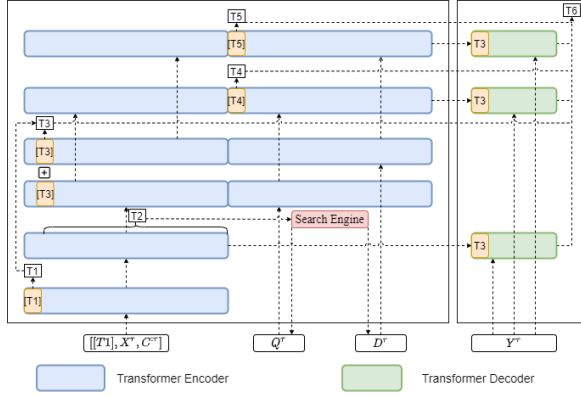 T5
T6
[T5]
T3
T4
[T4]
T3
T3
[T3]
+
[T3]
T2
Search Engine
T3
T1
[T1]
[[T1], X^τ, C^{:τ}]
Q^τ
D^τ
Y^τ
Transformer Encoder
Transformer Decoder